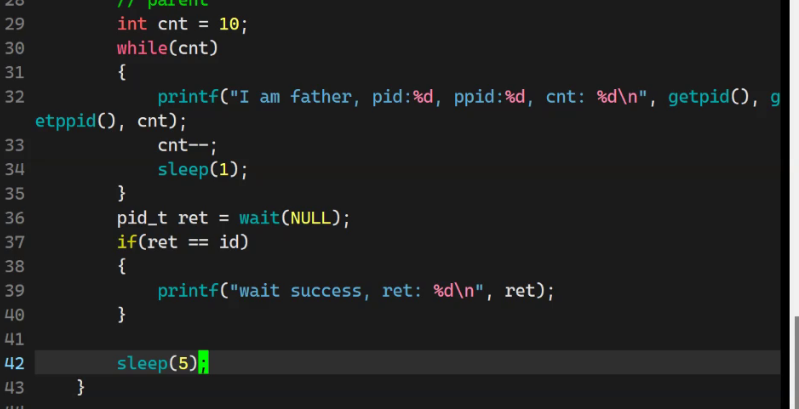 28 // parent
29 int cnt = 10;
30 while(cnt)
31 {
32 printf("I am father, pid:%d, ppid:%d, cnt: %d\n", getpid(), g
etppid(), cnt);
33 cnt--;
34 sleep(1);
35 }
36 pid_t ret = wait(NULL);
37 if(ret == id)
38 {
39 printf("wait success, ret: %d\n", ret);
40 }
41
42 sleep(5);
43 }